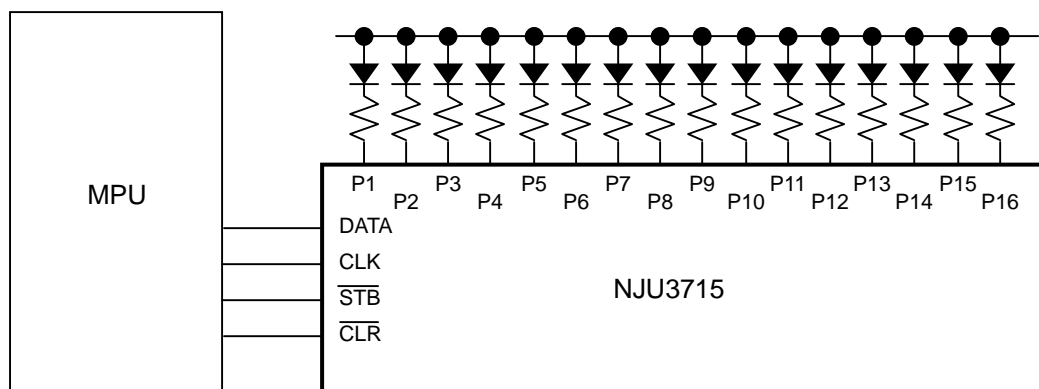 MPU
P1 P3 P5 P7 P9 P11 P13 P15
P2 P4 P6 P8 P10 P12 P14 P16
DATA
CLK
STB
CLR
NJU3715